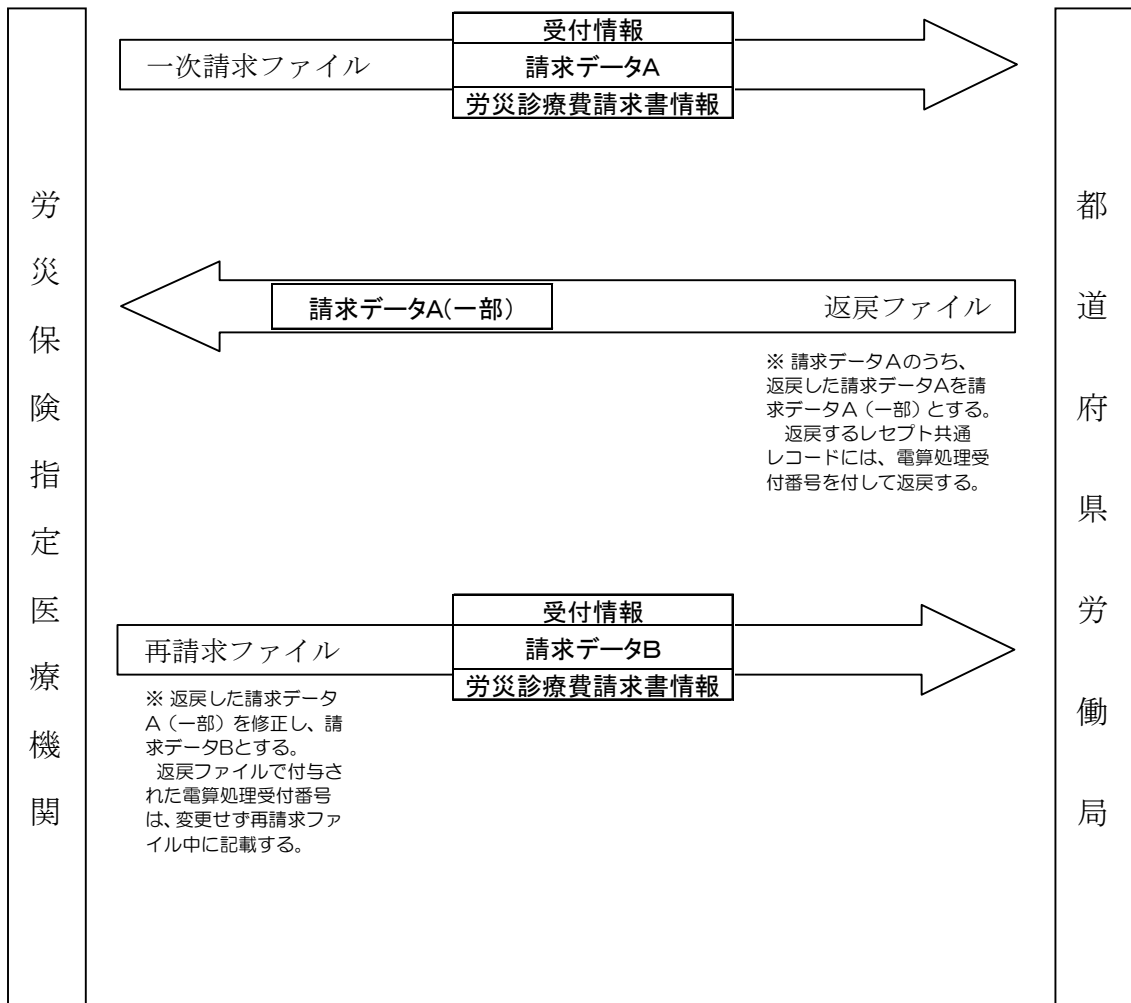 労災保険指定医療機関
受付情報
一次請求ファイル
請求データA
労災診療費請求書情報
請求データA(一部)
返戻ファイル
※ 請求データAのうち、
返戻した請求データAを請
求データA（一部）とする。
返戻するレセプト共通
レコードには、電算処理受
付番号を付して返戻する。
受付情報
再請求ファイル
請求データB
労災診療費請求書情報
※ 返戻した請求データ
A（一部）を修正し、請
求データBとする。
返戻ファイルで付与さ
れた電算処理受付番号
は、変更せず再請求ファ
イル中に記載する。
都道府県労働局